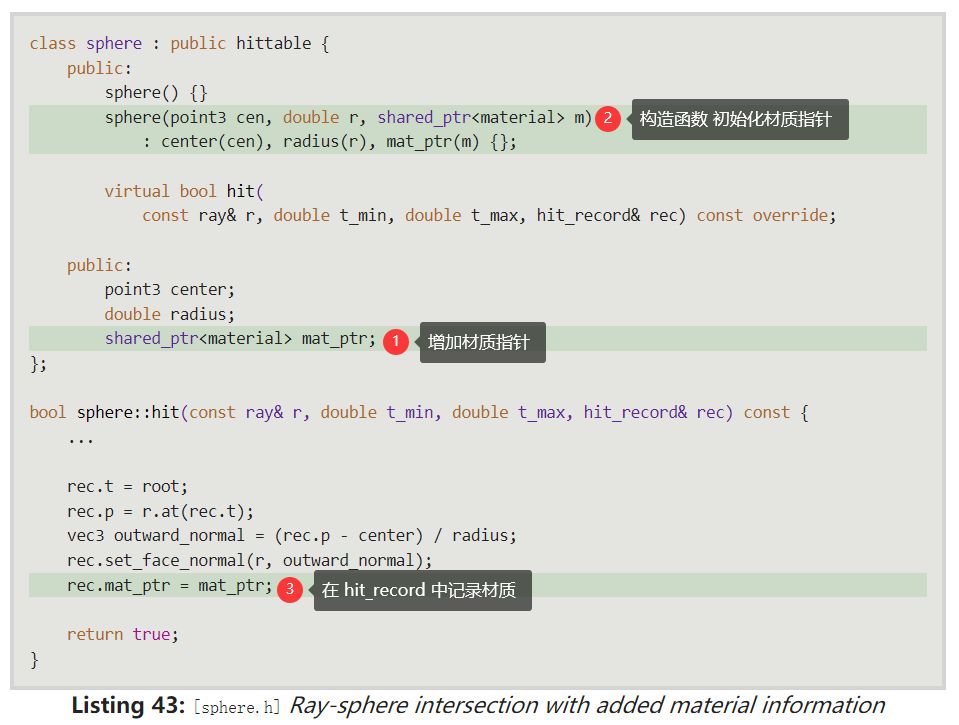 class sphere : public hittable {
    public:
        sphere() {}
        sphere(point3 cen, double r, shared_ptr<material> m) 2 构造函数 初始化材质指针
            : center(cen), radius(r), mat_ptr(m) {};
        virtual bool hit(
            const ray& r, double t_min, double t_max, hit_record& rec) const override;
    public:
        point3 center;
        double radius;
        shared_ptr<material> mat_ptr; 1 增加材质指针
};
bool sphere::hit(const ray& r, double t_min, double t_max, hit_record& rec) const {
    ...
    rec.t = root;
    rec.p = r.at(rec.t);
    vec3 outward_normal = (rec.p - center) / radius;
    rec.set_face_normal(r, outward_normal);
    rec.mat_ptr = mat_ptr; 3 在 hit_record 中记录材质
    return true;
}
Listing 43: [sphere.h] Ray-sphere intersection with added material information